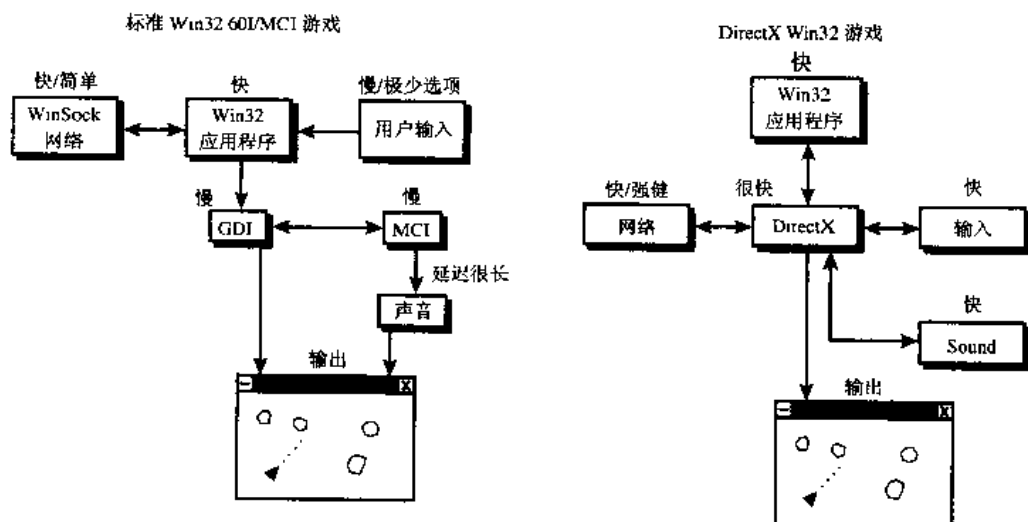 标准 Win32 60I/MCI 游戏
快/简单
WinSock
网络
快
Win32
应用程序
慢/极少选项
用户输入
慢
GDI
慢
MCI
延迟很长
声音
输出
X
DirectX Win32 游戏
快
Win32
应用程序
快/强健
网络
很快
DirectX
快
输入
快
Sound
输出
X